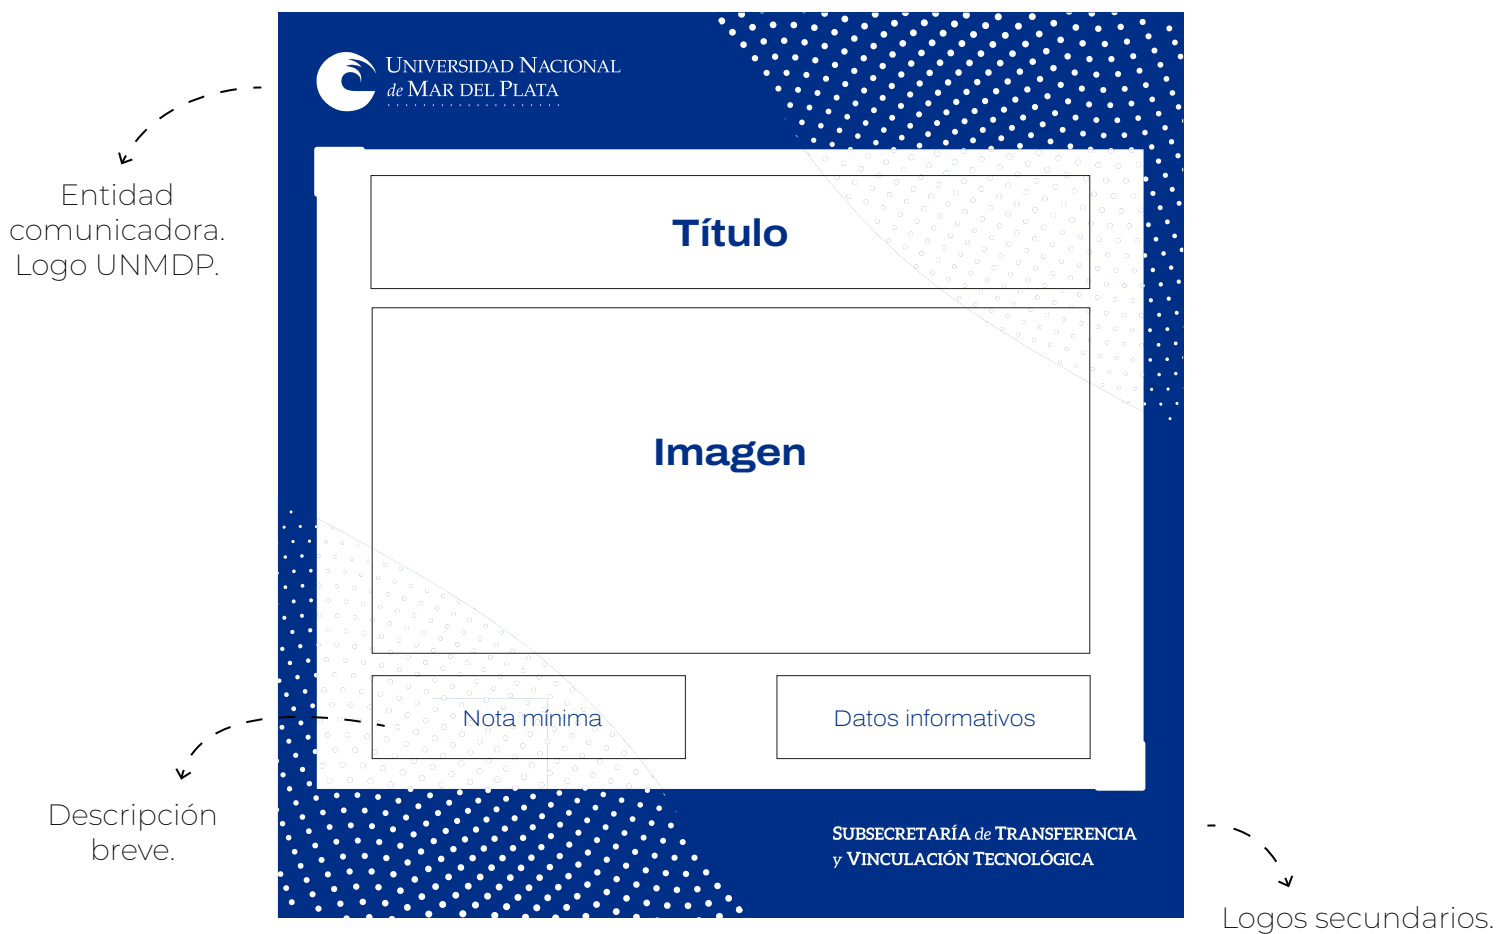 UNIVERSIDAD NACIONAL
de MAR DEL PLATA
Entidad
comunicadora.
Logo UNMDP.
Título
Imagen
Nota mínima
Datos informativos
Descripción
breve.
SUBSECRETARÍA de TRANSFERENCIA
y VINCULACIÓN TECNOLÓGICA
Logos secundarios.